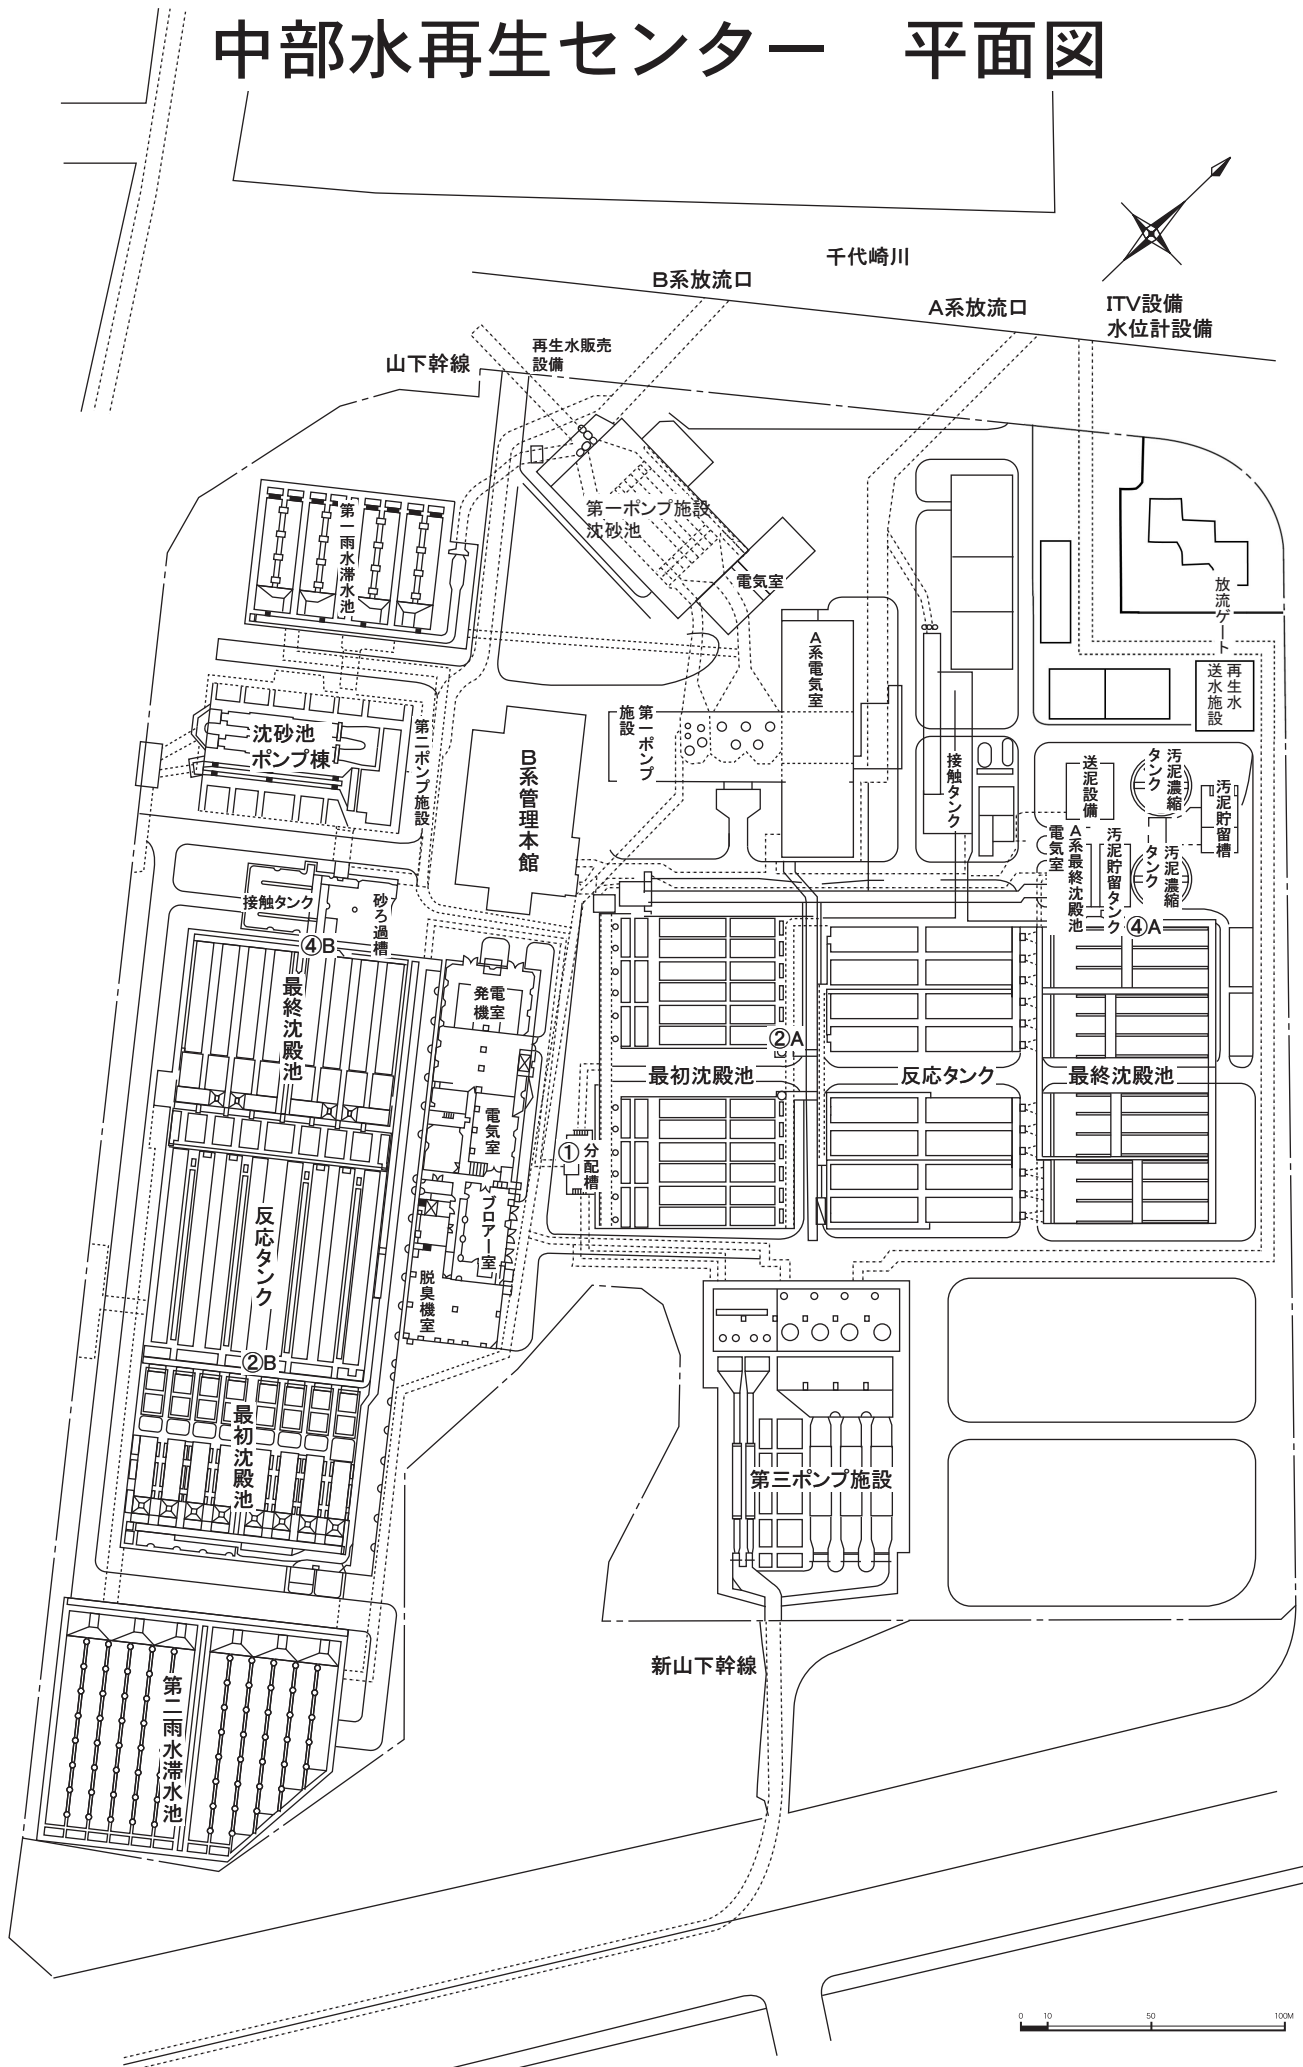 中部水再生センター　平面図
千代崎川
B系放流口
A系放流口
ITV設備
水位計設備
山下幹線
再生水販売
設備
第一雨水滞水池
第一ポンプ施設
沈砂池
電気室
放流ゲート
A系電気室
再生水
送水施設
沈砂池
ポンプ棟
第二ポンプ施設
B系管理本館
第一ポンプ
施設
接触タンク
送泥設備
汚泥濃縮
タンク
汚泥貯留槽
A系最終沈殿池
電気室
汚泥貯留タンク
汚泥濃縮
タンク
④A
接触タンク
砂ろ過槽
④B
最終沈殿池
発電
機室
②A
最初沈殿池
反応タンク
最終沈殿池
電気室
①
分配槽
反応タンク
ブロアー室
脱臭機室
②B
最初沈殿池
第三ポンプ施設
新山下幹線
第二雨水滞水池
0 10 50 100M